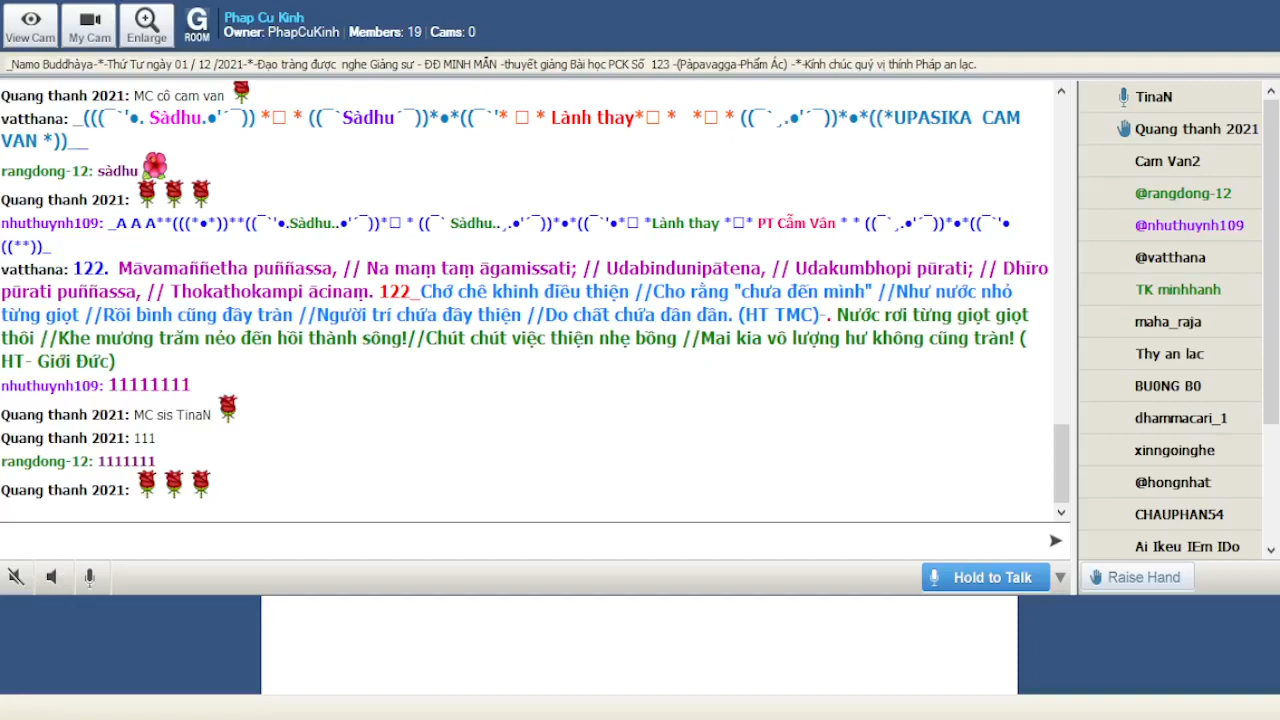 View Cam
My Cam
Enlarge
G ROOM
Phap Cu Kinh
Owner: PhapCuKinh | Members: 19 | Cams: 0
_Namo Buddhàya-*-Thứ Tư ngày 01 / 12 /2021-*-Đạo tràng được nghe Giảng sư - ĐĐ MINH MẪN -thuyết giảng Bài học PCK Số 123 -(Pàpavagga-Phẩm Ác) -*-Kính chúc quý vị thính Pháp an lạc.
Quang thanh 2021: MC cô cam van
vatthana: _(((¯`'•. Sàdhu.•'´¯)) *□ * ((¯`Sàdhu´¯))*•*((¯`'* □ * Lành thay*□ * *□ * ((¯`¸.•'´¯))*•*((*UPASIKA CAM
VAN *))__
rangdong-12: sàdhu
Quang thanh 2021:
nhuthuynh109: _A A A**(((*•*))**((¯`'•.Sàdhu..•'´¯))*□ * ((¯` Sàdhu..¸.•'´¯))*•*((¯`'•*□ *Lành thay *□* PT Cẩm Vân * * ((¯`¸.•'´¯))*•*((¯`'•
((**))_
vatthana: 122. Māvamaññetha puññassa, // Na maṃ taṃ āgamissati; // Udabindunipātena, // Udakumbhopi pūrati; // Dhīro
pūrati puññassa, // Thokathokampi ācinaṃ. 122_Chớ chê khinh điều thiện //Cho rằng "chưa đến mình" //Như nước nhỏ
từng giọt //Rồi bình cũng đầy tràn //Người trí chứa đầy thiện //Do chất chứa dần dần. (HT TMC)-. Nước rơi từng giọt giọt
thôi //Khe mương trăm nẻo đến hồi thành sông!//Chút chút việc thiện nhẹ bồng //Mai kia vô lượng hư không cũng tràn! (
HT- Giới Đức)
nhuthuynh109: 11111111
Quang thanh 2021: MC sis TinaN
Quang thanh 2021: 111
rangdong-12: 1111111
Quang thanh 2021:
Hold to Talk
TinaN
Quang thanh 2021
Cam Van2
@rangdong-12
@nhuthuynh109
@vatthana
TK minhhanh
maha_raja
Thy an lac
BU0NG B0
dhammacari_1
xinngoinghe
@hongnhat
CHAUPHAN54
Ai Ikeu IEm IDo
Raise Hand